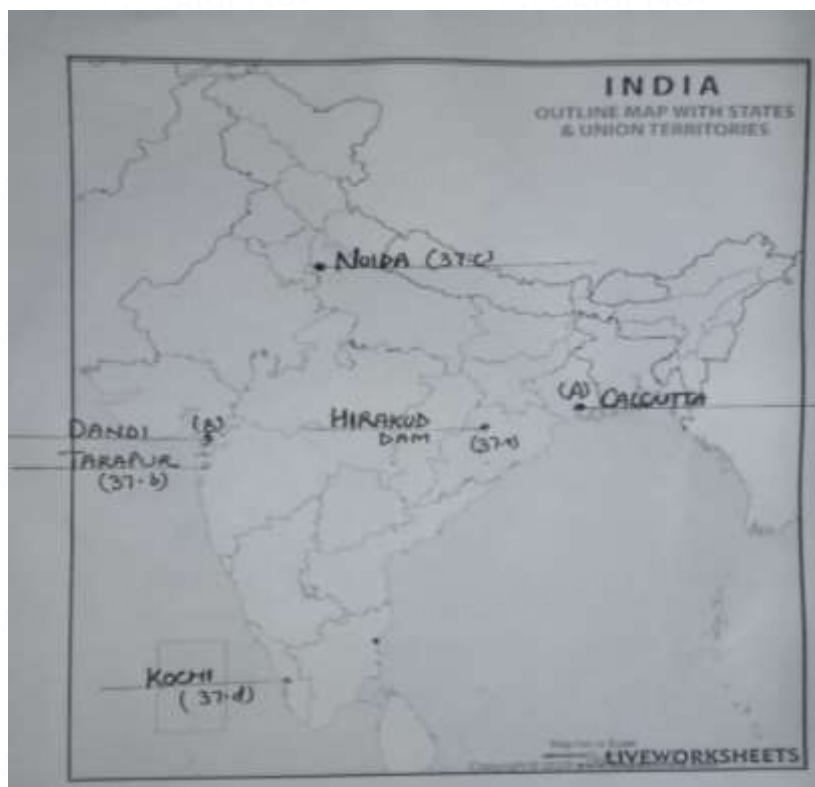 INDIA
OUTLINE MAP WITH STATES
& UNION TERRITORIES
NOIDA (37-c)
(A) CALCUTTA
DANDI (A)
HIRAKUD
DAM
TARAPUR
(37-b)
KOCHI
(37-d)
LIVEWORKSHEETS